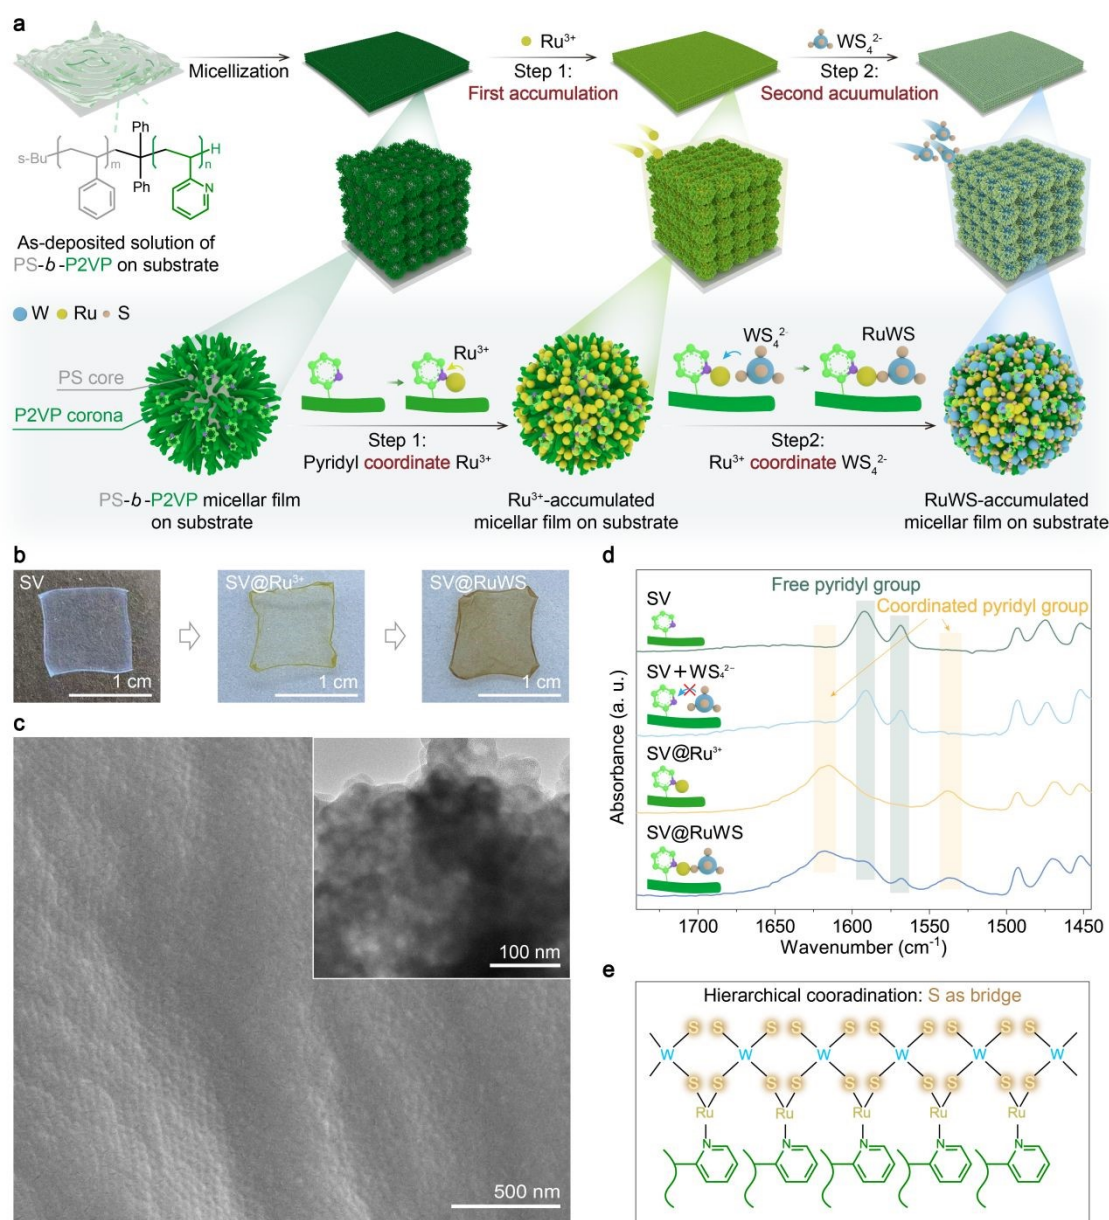 a
Micellization
Ru³⁺
Step 1:
First accumulation
WS₄²⁻
Step 2:
Second acuumulation
s-Bu
m
Ph
Ph
n
H
N
As-deposited solution of
PS-b-P2VP on substrate
W Ru S
PS core
P2VP corona
Ru³⁺
Step 1:
Pyridyl coordinate Ru³⁺
WS₄²⁻
RuWS
Step2:
Ru³⁺ coordinate WS₄²⁻
PS-b-P2VP micellar film
on substrate
Ru³⁺-accumulated
micellar film on substrate
RuWS-accumulated
micellar film on substrate
b
SV
1 cm
SV@Ru³⁺
1 cm
SV@RuWS
1 cm
c
100 nm
500 nm
d
Free pyridyl group
Coordinated pyridyl group
SV
SV+WS₄²⁻
SV@Ru³⁺
SV@RuWS
Absorbance (a. u.)
1700 1650 1600 1550 1500 1450
Wavenumber (cm⁻¹)
e
Hierarchical cooradination: S as bridge
S S S S S S S S S S
W W W W W W
S S S S S S S S S S
Ru Ru Ru Ru Ru
N N N N N